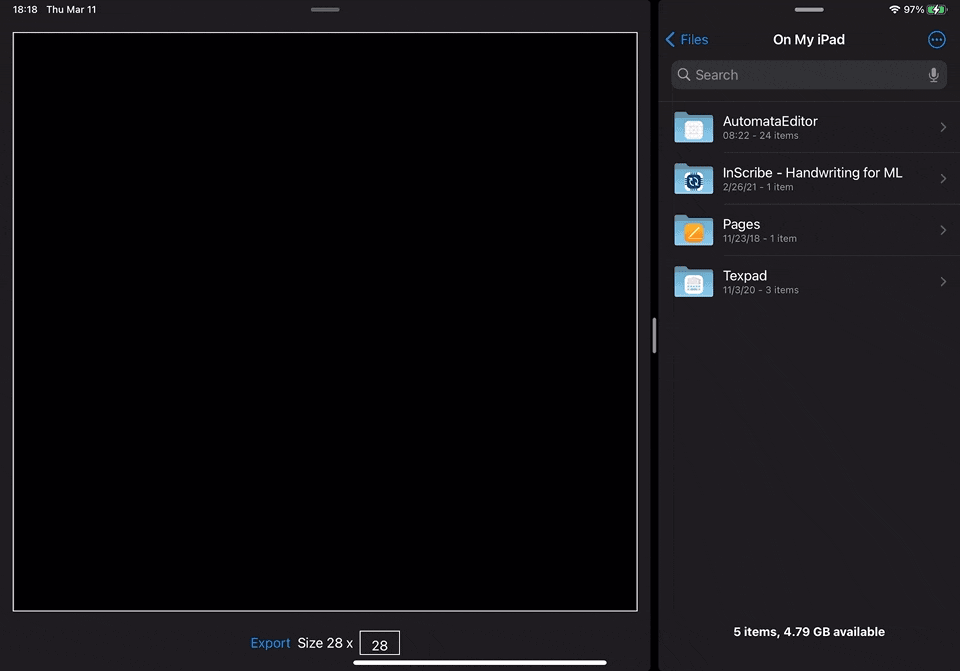 18:18 Thu Mar 11
97%
Export Size 28 x 28
Files
On My iPad
Search
AutomataEditor
08:22 - 24 items
InScribe - Handwriting for ML
2/26/21 - 1 item
Pages
11/23/18 - 1 item
Texpad
11/3/20 - 3 items
5 items, 4.79 GB available